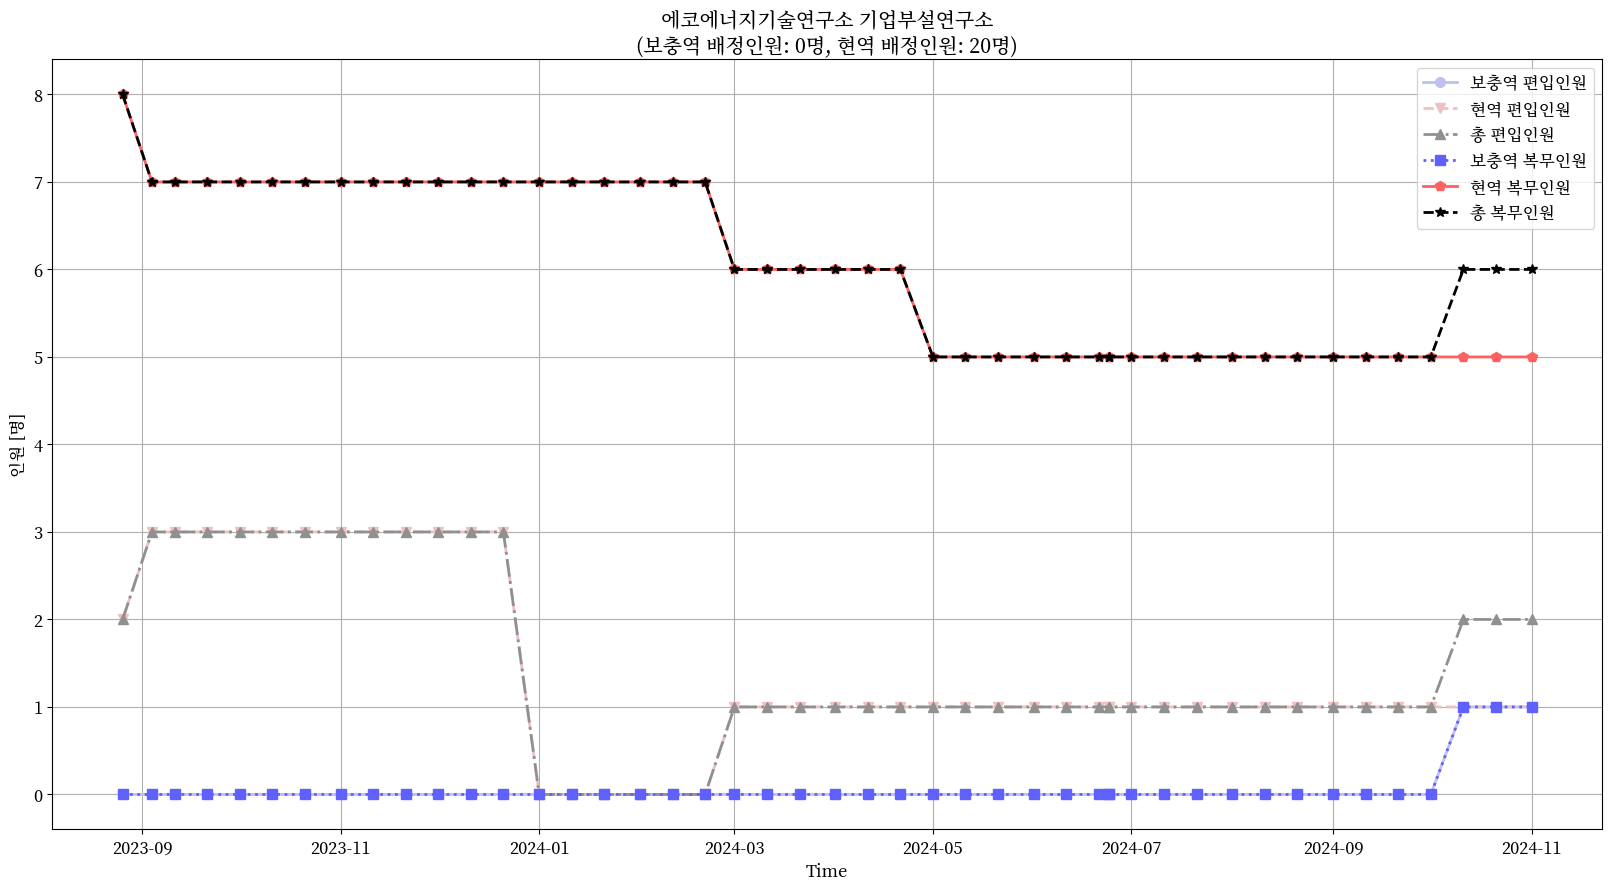 에코에너지기술연구소 기업부설연구소
(보충역 배정인원: 0명, 현역 배정인원: 20명)
보충역 편입인원
현역 편입인원
총 편입인원
보충역 복무인원
현역 복무인원
총 복무인원
인원 [명]
8
7
6
5
4
3
2
1
0
2023-09
2023-11
2024-01
2024-03
2024-05
2024-07
2024-09
2024-11
Time